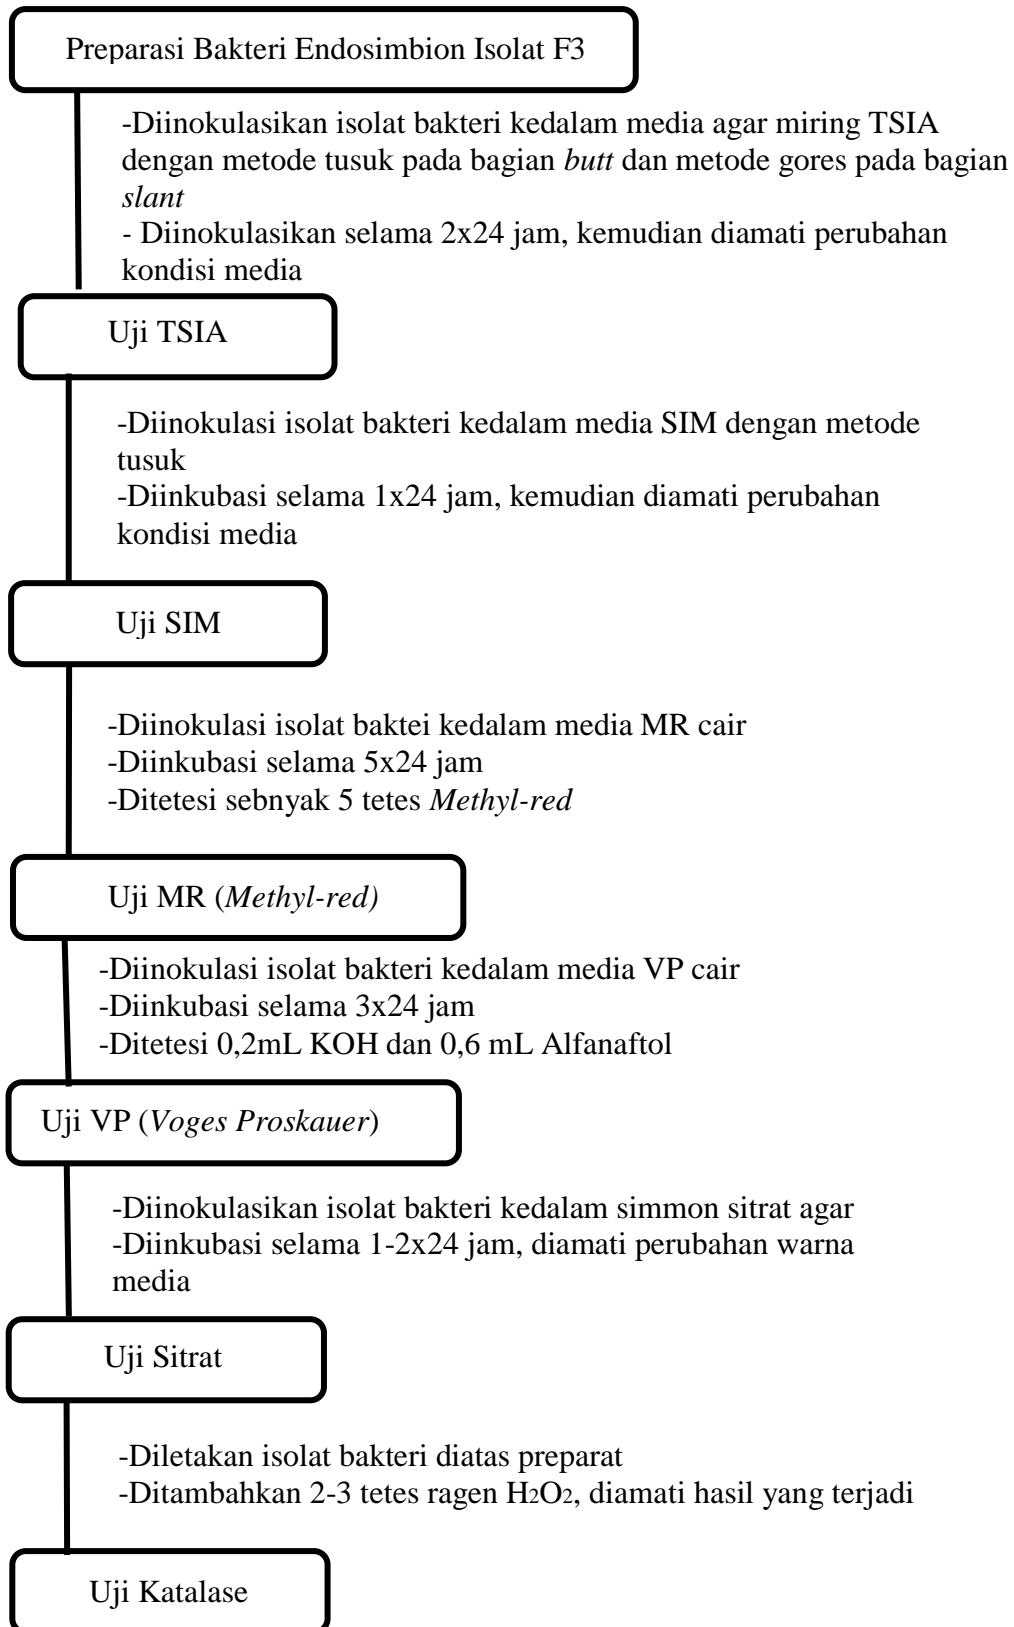 Preparasi Bakteri Endosimbion Isolat F3
-Diinokulasikan isolat bakteri kedalam media agar miring TSIA
dengan metode tusuk pada bagian butt dan metode gores pada bagian
slant
- Diinokulasikan selama 2x24 jam, kemudian diamati perubahan
kondisi media
Uji TSIA
-Diinokulasi isolat bakteri kedalam media SIM dengan metode
tusuk
-Diinkubasi selama 1x24 jam, kemudian diamati perubahan
kondisi media
Uji SIM
-Diinokulasi isolat baktei kedalam media MR cair
-Diinkubasi selama 5x24 jam
-Ditetesi sebnyak 5 tetes Methyl-red
Uji MR (Methyl-red)
-Diinokulasi isolat bakteri kedalam media VP cair
-Diinkubasi selama 3x24 jam
-Ditetesi 0,2mL KOH dan 0,6 mL Alfanaftol
Uji VP (Voges Proskauer)
-Diinokulasikan isolat bakteri kedalam simmon sitrat agar
-Diinkubasi selama 1-2x24 jam, diamati perubahan warna
media
Uji Sitrat
-Diletakan isolat bakteri diatas preparat
-Ditambahkan 2-3 tetes ragen H2O2, diamati hasil yang terjadi
Uji Katalase